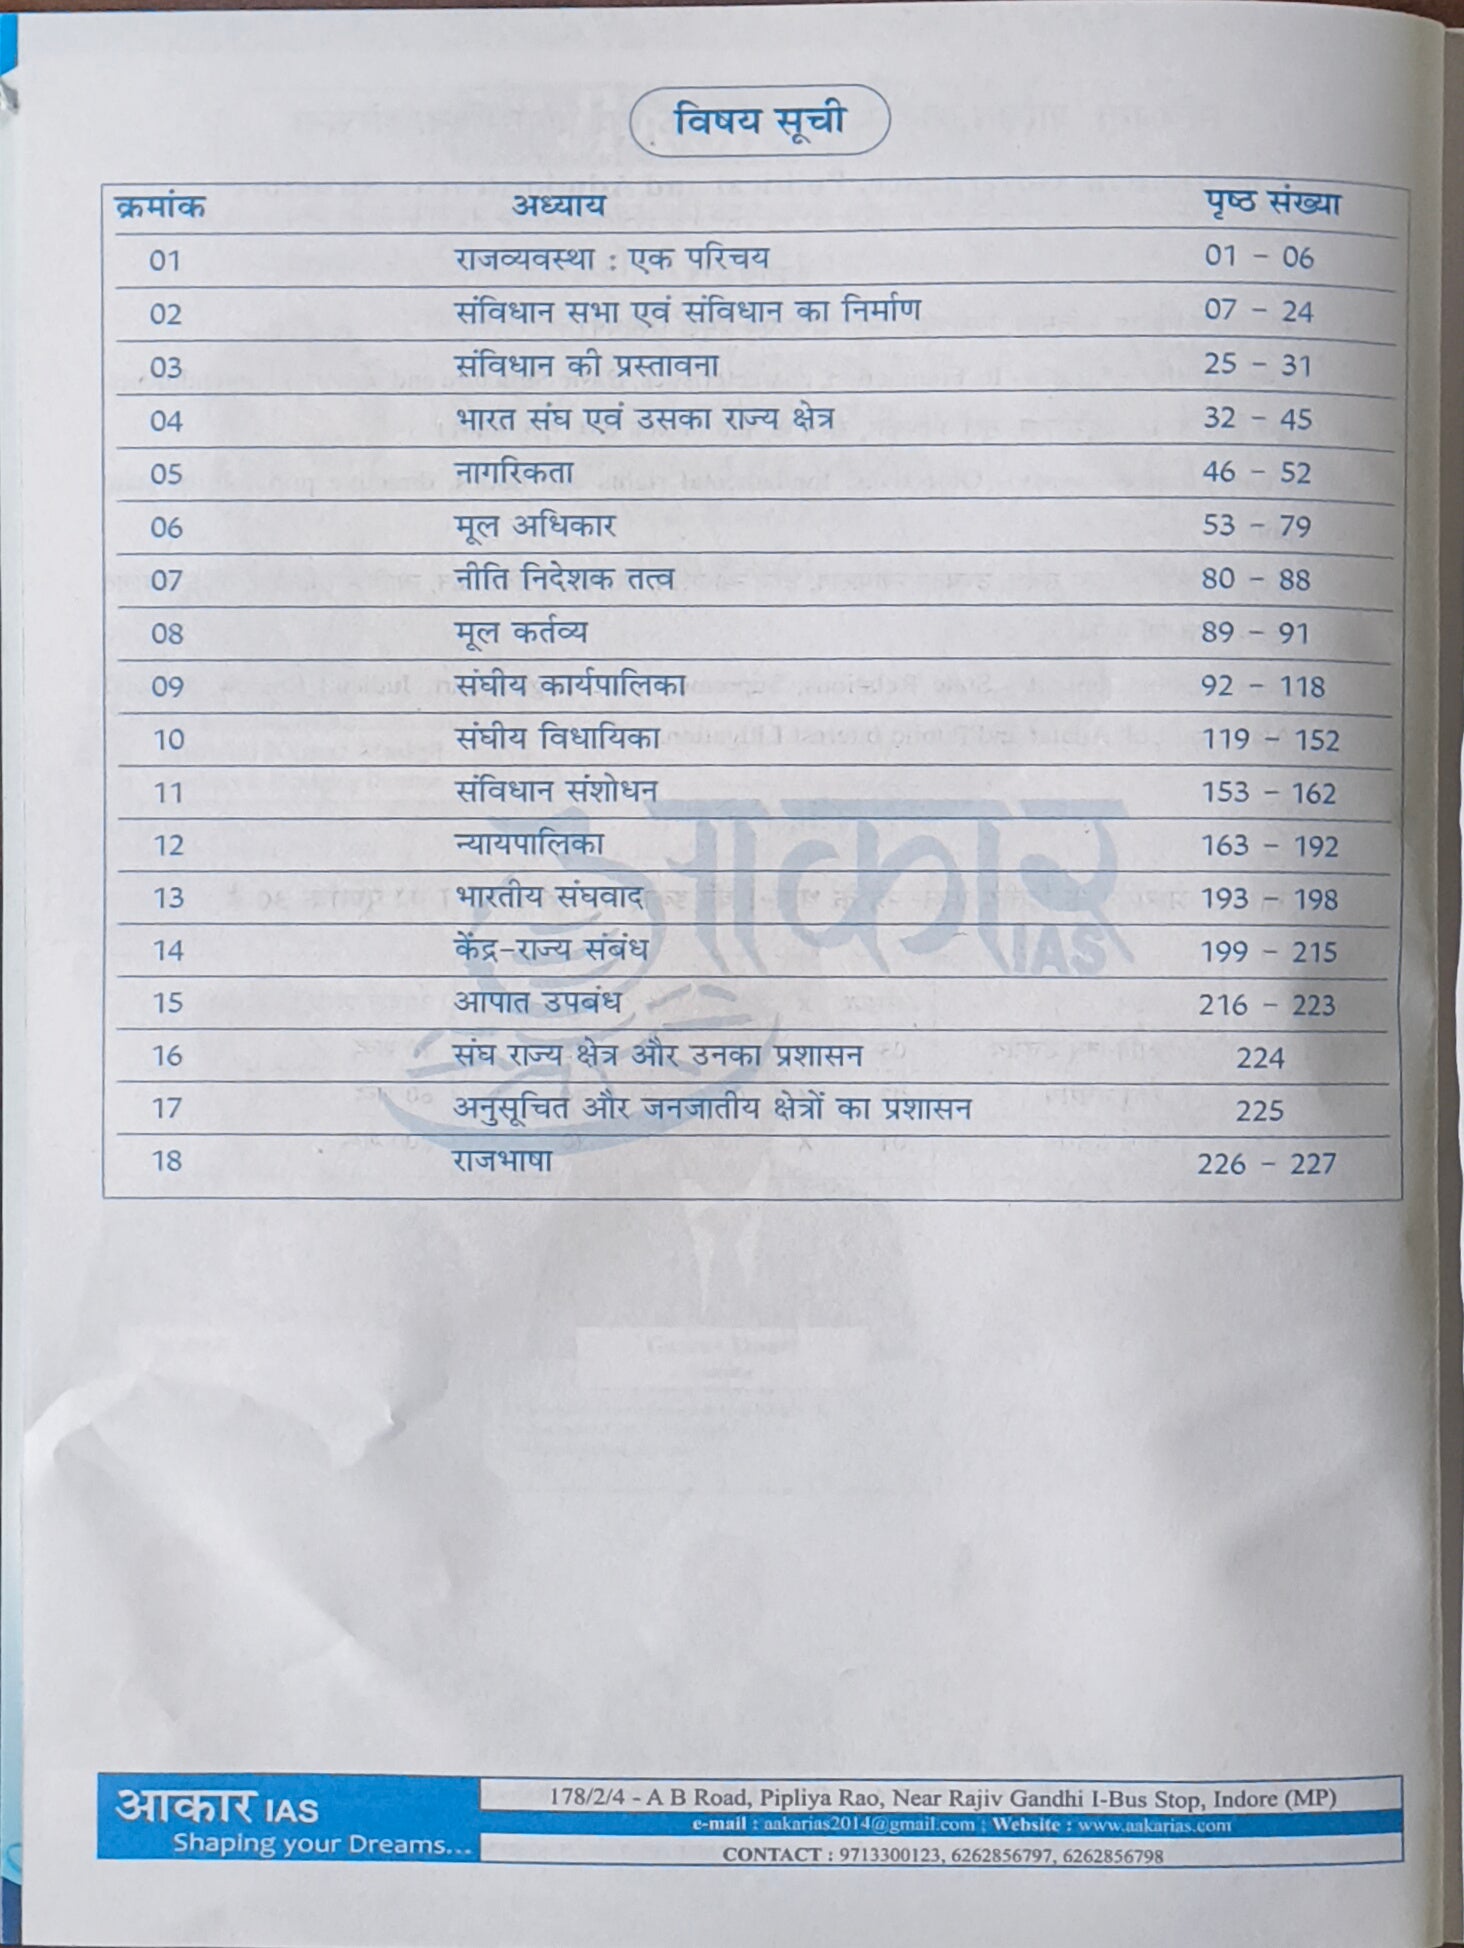 विषय सूची
क्रमांक अध्याय पृष्ठ संख्या
01 राजव्यवस्था : एक परिचय 01 - 06
02 संविधान सभा एवं संविधान का निर्माण 07 - 24
03 संविधान की प्रस्तावना 25 - 31
04 भारत संघ एवं उसका राज्य क्षेत्र 32 - 45
05 नागरिकता 46 - 52
06 मूल अधिकार 53 - 79
07 नीति निदेशक तत्व 80 - 88
08 मूल कर्तव्य 89 - 91
09 संघीय कार्यपालिका 92 - 118
10 संघीय विधायिका 119 - 152
11 संविधान संशोधन 153 - 162
12 न्यायपालिका 163 - 192
13 भारतीय संघवाद 193 - 198
14 केंद्र-राज्य संबंध 199 - 215
15 आपात उपबंध 216 - 223
16 संघ राज्य क्षेत्र और उनका प्रशासन 224
17 अनुसूचित और जनजातीय क्षेत्रों का प्रशासन 225
18 राजभाषा 226 - 227
आकार IAS
आकार IAS
Shaping your Dreams...
178/2/4 - A B Road, Pipliya Rao, Near Rajiv Gandhi I-Bus Stop, Indore (MP)
e-mail : aakarias2014@gmail.com ; Website : www.aakarias.com
CONTACT : 9713300123, 6262856797, 6262856798